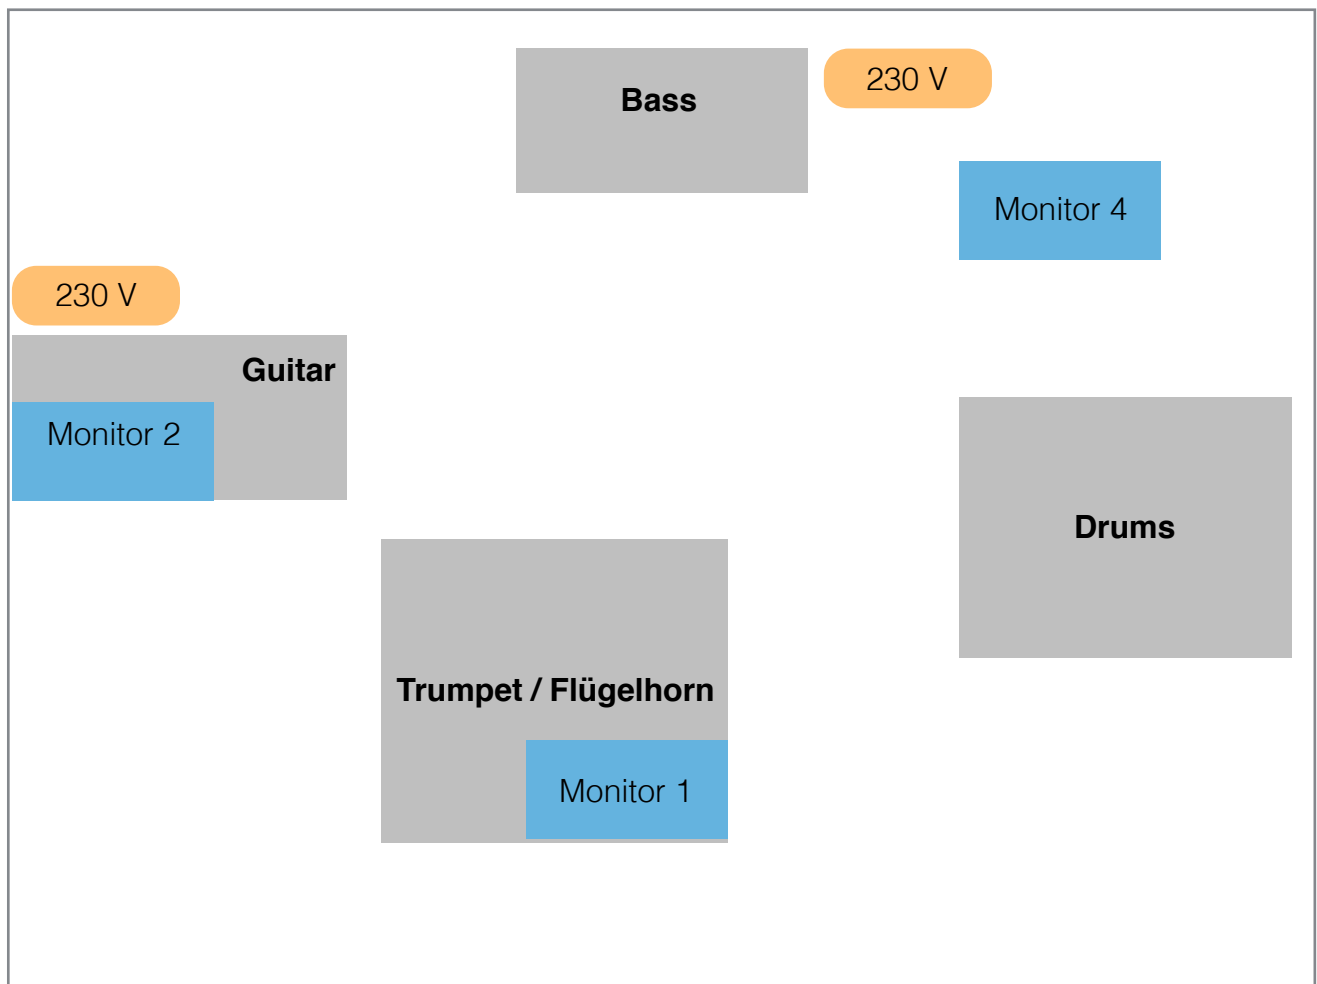 Bass
230 V
Monitor 4
230 V
Guitar
Monitor 2
Drums
Trumpet / Flügelhorn
Monitor 1